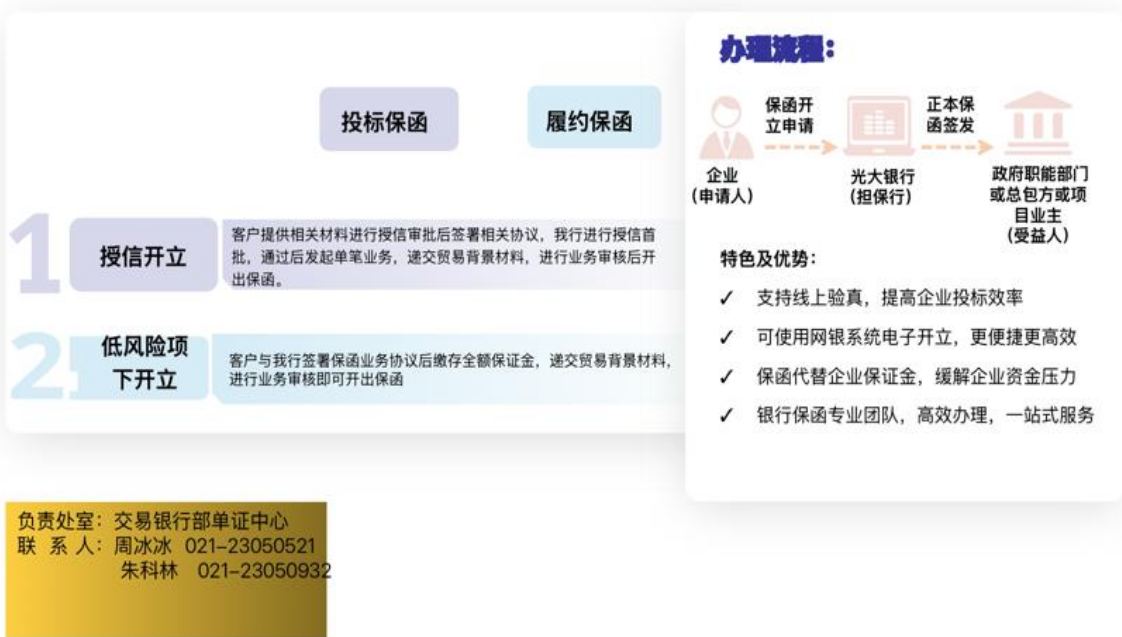 投标保函
履约保函
1
授信开立
客户提供相关材料进行授信审批后签署相关协议，我行进行授信首
批，通过后发起单笔业务，递交贸易背景材料，进行业务审核后开
出保函。
2
低风险项
下开立
客户与我行签署保函业务协议后缴存全额保证金，递交贸易背景材料，
进行业务审核即可开出保函
办理流程：
保函开
立申请
正本保
函签发
企业
(申请人)
光大银行
(担保行)
政府职能部门
或总包方或项
目业主
(受益人)
特色及优势：
✓ 支持线上验真，提高企业投标效率
✓ 可使用网银系统电子开立，更便捷更高效
✓ 保函代替企业保证金，缓解企业资金压力
✓ 银行保函专业团队，高效办理，一站式服务
负责处室：交易银行部单证中心
联 系 人：周冰冰 021-23050521
朱科林 021-23050932